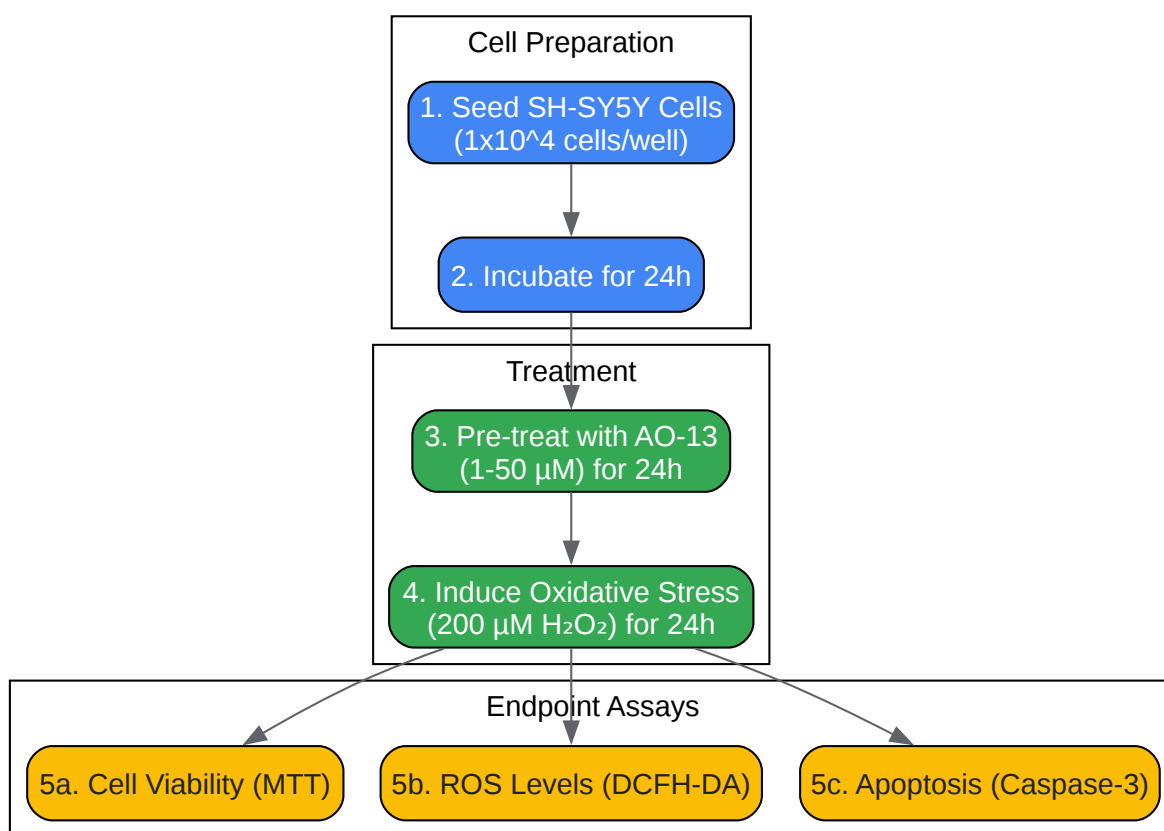 Cell Preparation
1. Seed SH-SY5Y Cells
(1x10^4 cells/well)
2. Incubate for 24h
Treatment
3. Pre-treat with AO-13
(1-50 µM) for 24h
4. Induce Oxidative Stress
(200 µM H₂O₂) for 24h
Endpoint Assays
5a. Cell Viability (MTT)
5b. ROS Levels (DCFH-DA)
5c. Apoptosis (Caspase-3)